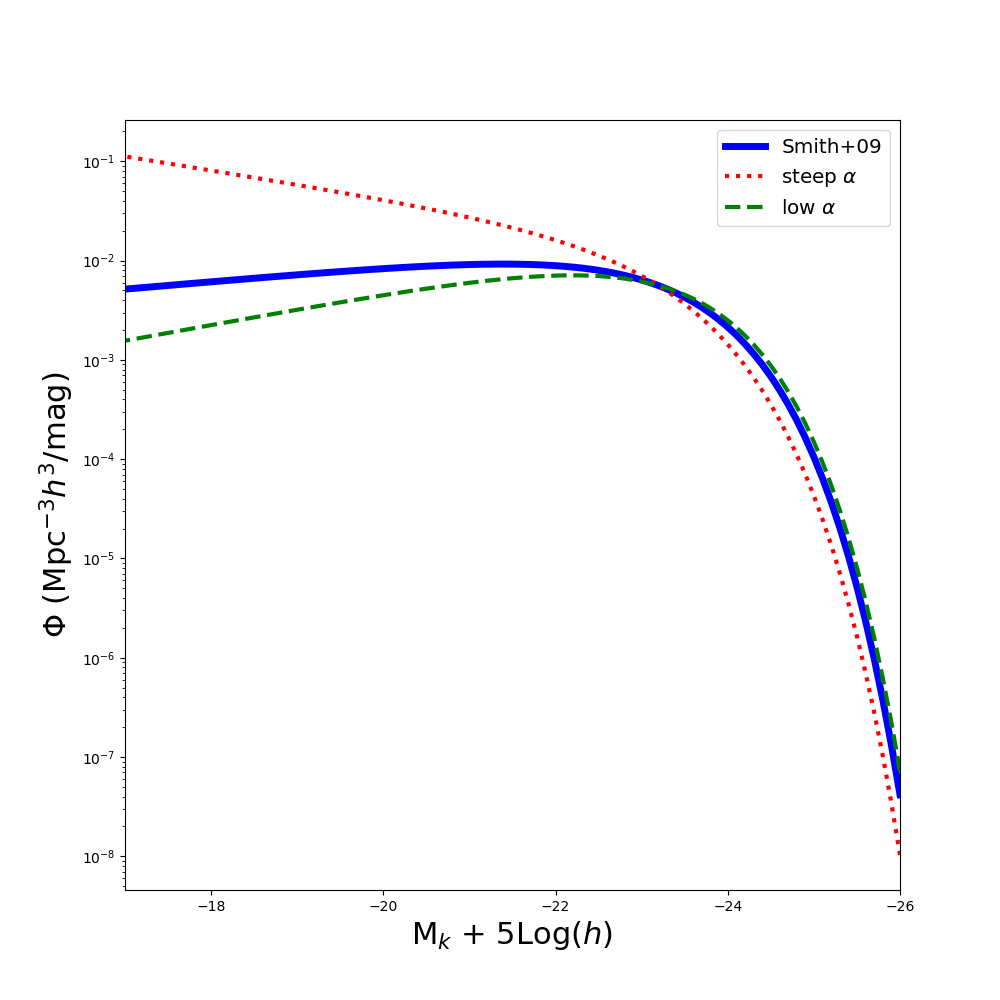 Smith+09
steep α
low α
10⁻¹
10⁻²
10⁻³
10⁻⁴
10⁻⁵
10⁻⁶
10⁻⁷
10⁻⁸
Φ (Mpc⁻³h³/mag)
−18 −20 −22 −24 −26
Mₖ + 5Log(h)